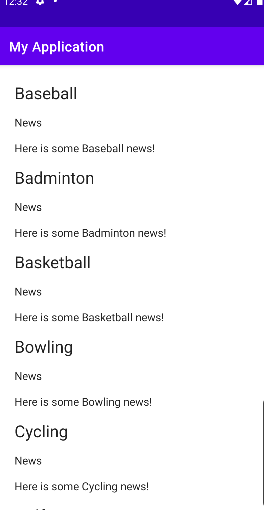 12:32
My Application
Baseball
News
Here is some Baseball news!
Badminton
News
Here is some Badminton news!
Basketball
News
Here is some Basketball news!
Bowling
News
Here is some Bowling news!
Cycling
News
Here is some Cycling news!